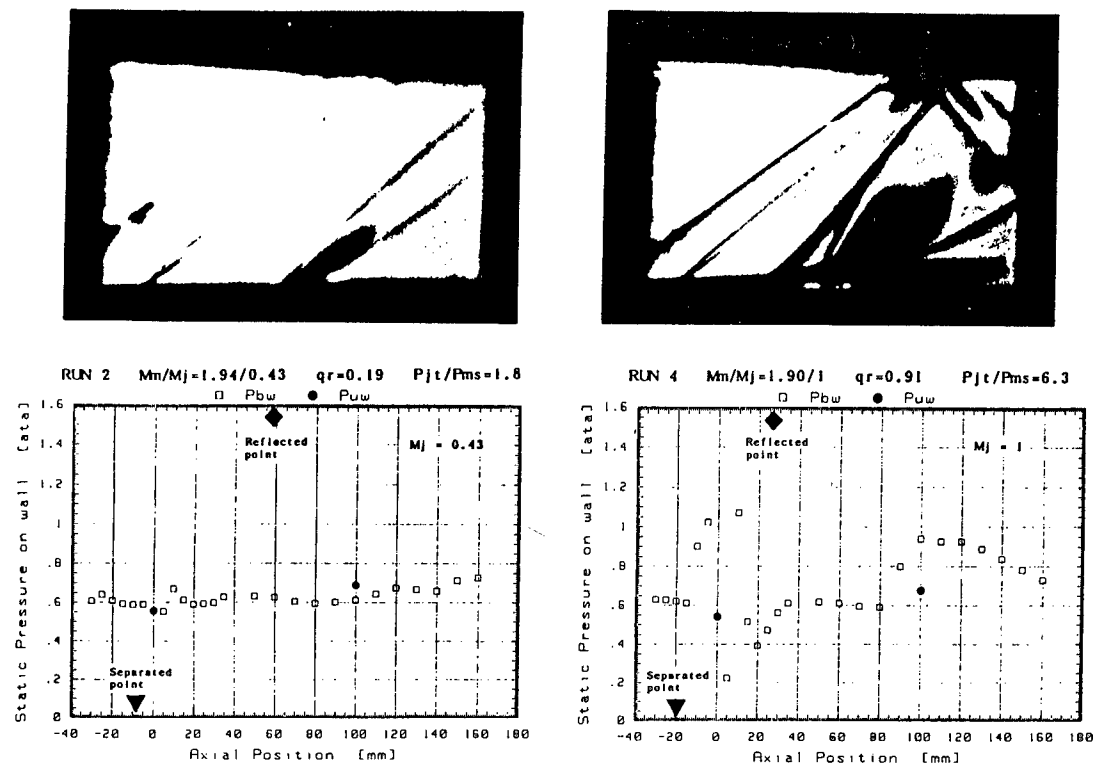 RUN 2 Mm/Mj=1.94/0.43 qr=0.19 Pjt/Pms=1.8
□ Pbw ● Puw
Static Pressure on wall [ata]
1.6
1.4
1.2
1
.8
.6
.4
.2
0
Reflected
point
Mj = 0.43
Separated
point
-40 -20 0 20 40 60 80 100 120 140 160 180
Axial Position [mm]
RUN 4 Mm/Mj=1.90/1 qr=0.91 Pjt/Pms=6.3
□ Pbw ● Puw
Static Pressure on wall [ata]
1.6
1.4
1.2
1
.8
.6
.4
.2
0
Reflected
point
Mj = 1
Separated
point
-40 -20 0 20 40 60 80 100 120 140 160 180
Axial Position [mm]